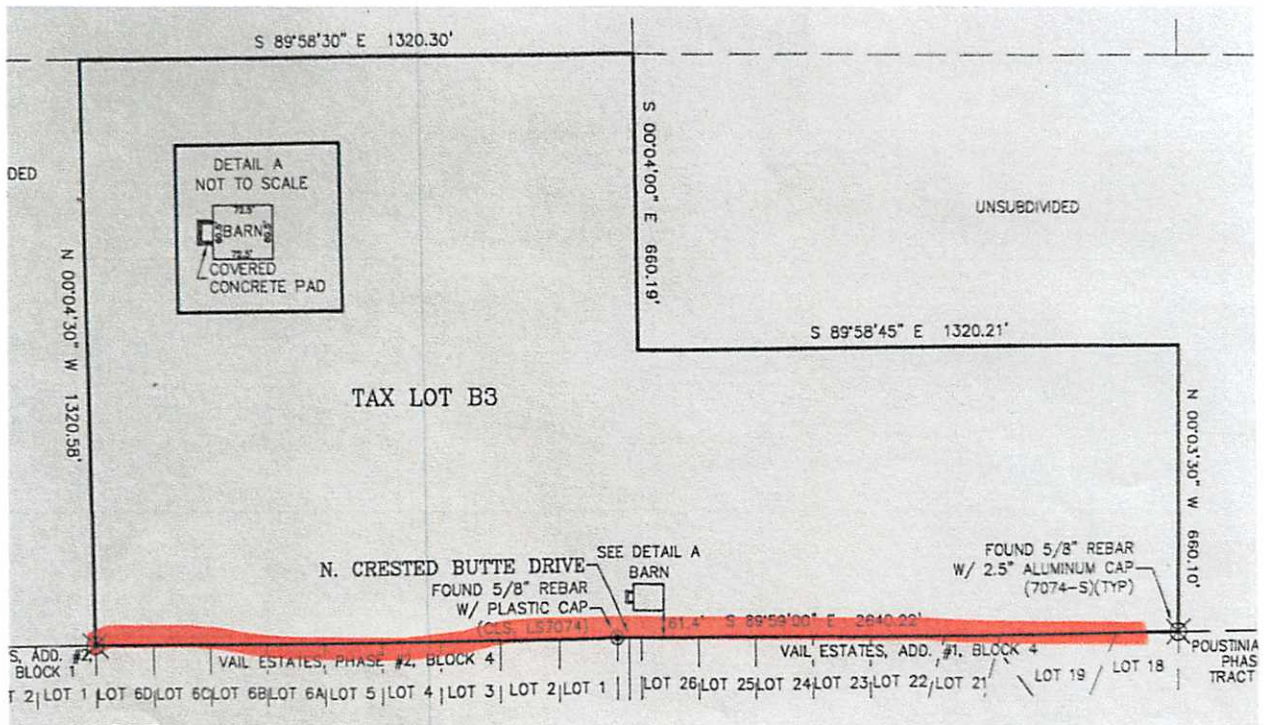 S 89°58'30" E 1320.30'
DED
DETAIL A
NOT TO SCALE
BARN
COVERED
CONCRETE PAD
S 00°04'00" E 660.19'
UNSUBDIVIDED
N 00°04'30" W 1320.58'
S 89°58'45" E 1320.21'
TAX LOT B3
N 00°03'30" W 660.10'
N. CRESTED BUTTE DRIVE
SEE DETAIL A
BARN
FOUND 5/8" REBAR
W/ PLASTIC CAP
(CLS, LS7074)
FOUND 5/8" REBAR
W/ 2.5" ALUMINUM CAP
(7074-S)(TYP)
61.4' S 89°59'00" E 2640.22'
S, ADD. #2,
BLOCK 1
VAIL ESTATES, PHASE #2, BLOCK 4
VAIL ESTATES, ADD. #1, BLOCK 4
POUSTINIA
PHAS
TRACT
T 2 LOT 1 LOT 6D LOT 6C LOT 6B LOT 6A LOT 5 LOT 4 LOT 3 LOT 2 LOT 1 LOT 26 LOT 25 LOT 24 LOT 23 LOT 22 LOT 21 LOT 19 LOT 18